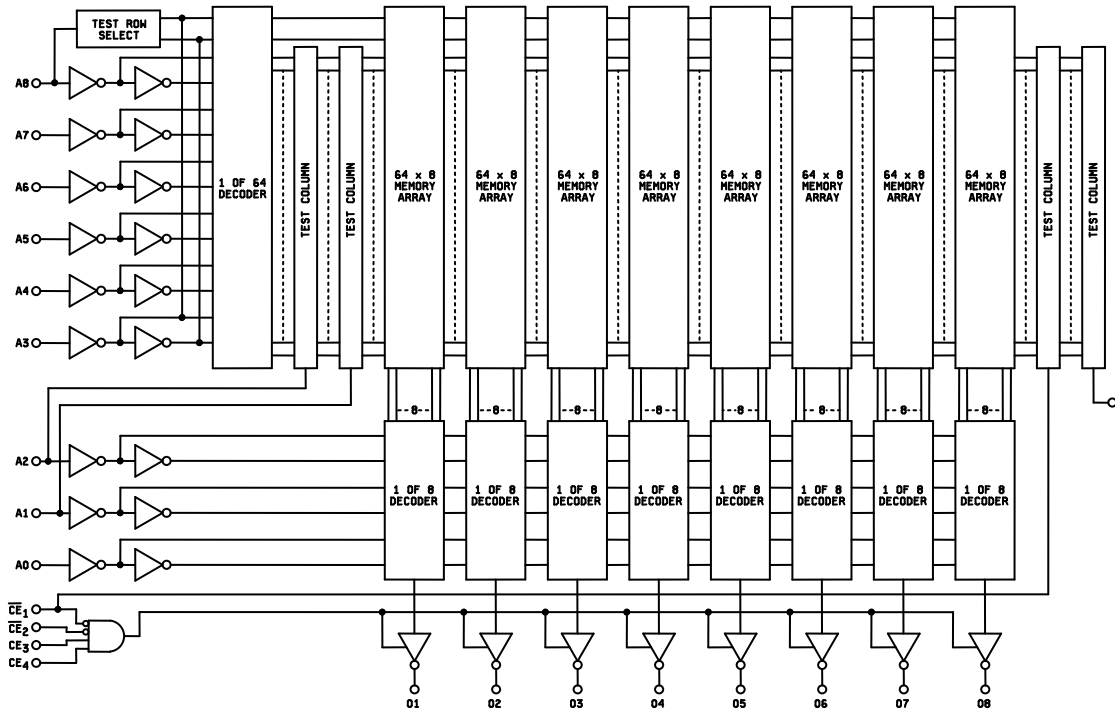 TEST ROW
SELECT
A8
A7
A6
A5
A4
A3
1 OF 64
DECODER
TEST COLUMN
TEST COLUMN
64 x 8
MEMORY
ARRAY
64 x 8
MEMORY
ARRAY
64 x 8
MEMORY
ARRAY
64 x 8
MEMORY
ARRAY
64 x 8
MEMORY
ARRAY
64 x 8
MEMORY
ARRAY
64 x 8
MEMORY
ARRAY
64 x 8
MEMORY
ARRAY
TEST COLUMN
TEST COLUMN
8
8
8
8
8
8
8
8
A2
A1
A0
1 OF 8
DECODER
1 OF 8
DECODER
1 OF 8
DECODER
1 OF 8
DECODER
1 OF 8
DECODER
1 OF 8
DECODER
1 OF 8
DECODER
1 OF 8
DECODER
C̅E̅₁
C̅E̅₂
CE₃
CE₄
O1
O2
O3
O4
O5
O6
O7
O8